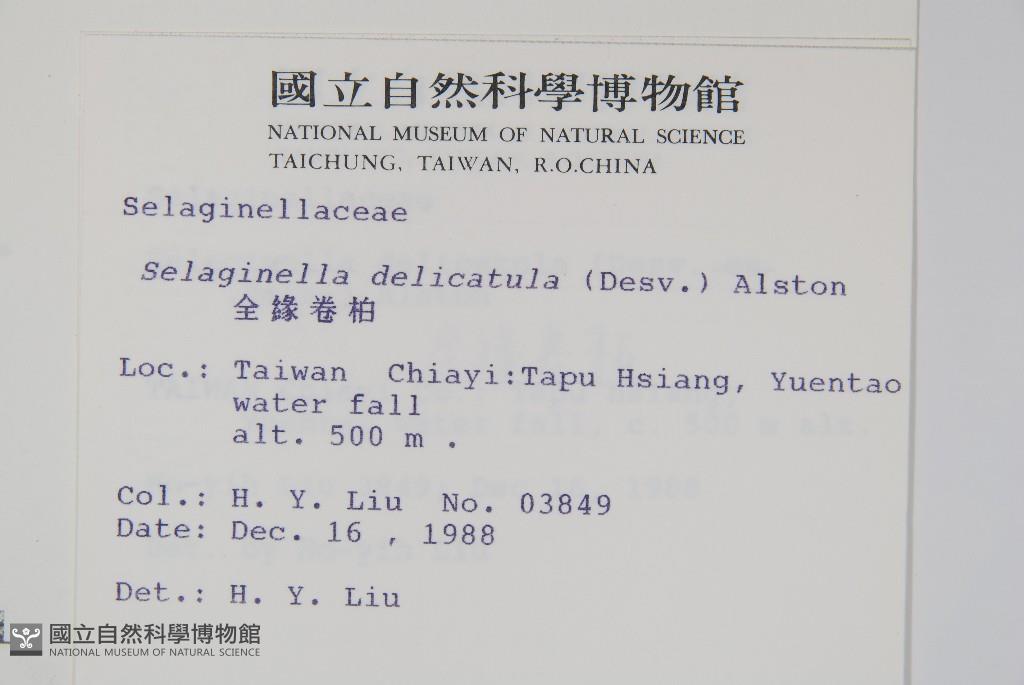 國立自然科學博物館
NATIONAL MUSEUM OF NATURAL SCIENCE
TAICHUNG, TAIWAN, R.O.CHINA
Selaginellaceae
Selaginella delicatula (Desv.) Alston
全緣卷柏
Loc.: Taiwan Chiayi:Tapu Hsiang, Yuentao
water fall
alt. 500 m .
Col.: H. Y. Liu No. 03849
Date: Dec. 16 , 1988
Det.: H. Y. Liu
國立自然科學博物館
NATIONAL MUSEUM OF NATURAL SCIENCE